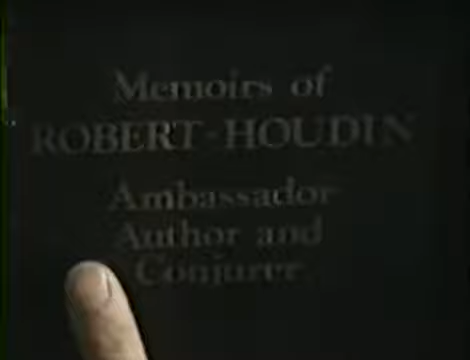 Memoirs of
ROBERT-HOUDIN
Ambassador
Author and
Conjurer